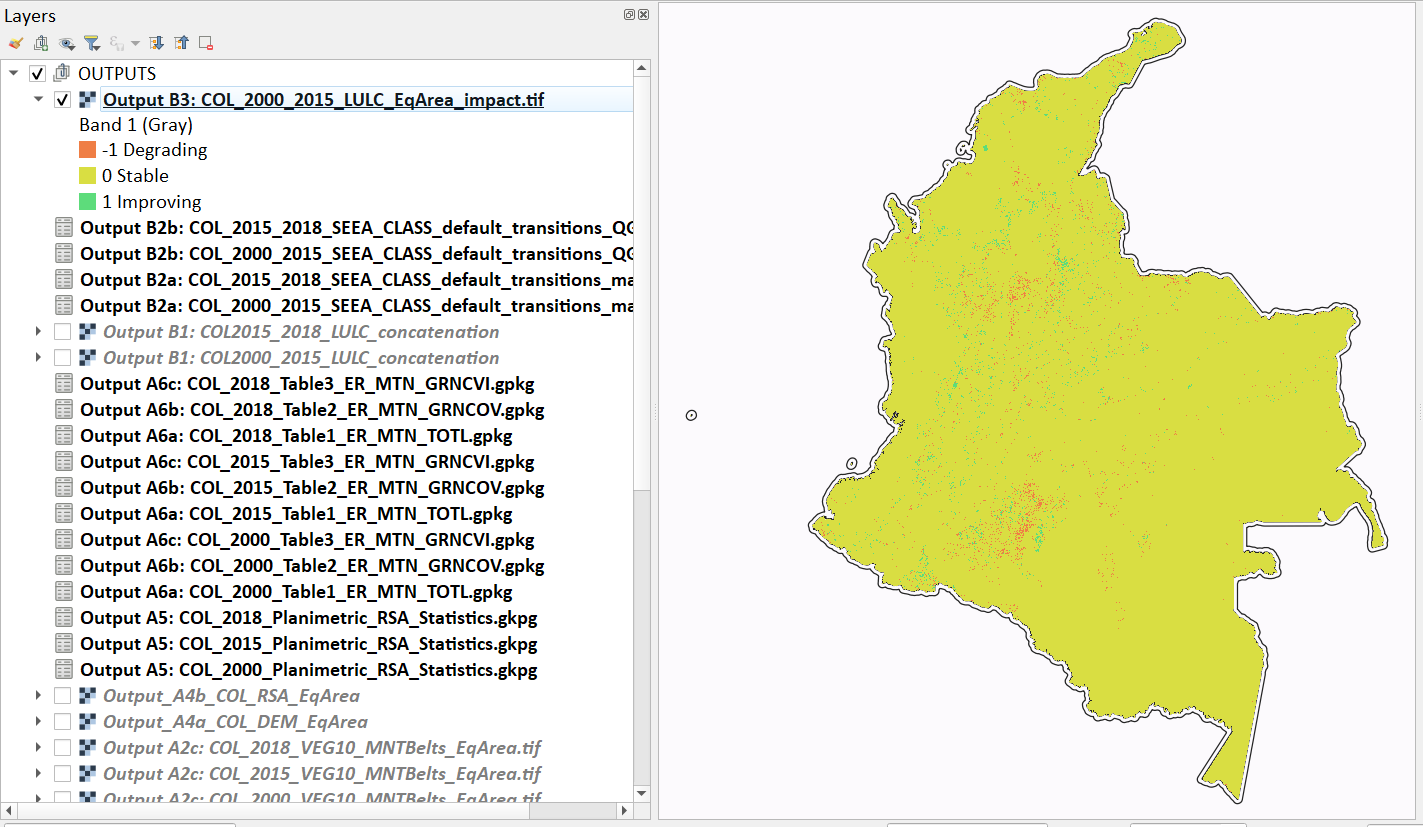 Layers
OUTPUTS
Output B3: COL_2000_2015_LULC_EqArea_impact.tif
Band 1 (Gray)
-1 Degrading
0 Stable
1 Improving
Output B2b: COL_2015_2018_SEEA_CLASS_default_transitions_QG
Output B2b: COL_2000_2015_SEEA_CLASS_default_transitions_QG
Output B2a: COL_2015_2018_SEEA_CLASS_default_transitions_ma
Output B2a: COL_2000_2015_SEEA_CLASS_default_transitions_ma
Output B1: COL2015_2018_LULC_concatenation
Output B1: COL2000_2015_LULC_concatenation
Output A6c: COL_2018_Table3_ER_MTN_GRNCVI.gpkg
Output A6b: COL_2018_Table2_ER_MTN_GRNCOV.gpkg
Output A6a: COL_2018_Table1_ER_MTN_TOTL.gpkg
Output A6c: COL_2015_Table3_ER_MTN_GRNCVI.gpkg
Output A6b: COL_2015_Table2_ER_MTN_GRNCOV.gpkg
Output A6a: COL_2015_Table1_ER_MTN_TOTL.gpkg
Output A6c: COL_2000_Table3_ER_MTN_GRNCVI.gpkg
Output A6b: COL_2000_Table2_ER_MTN_GRNCOV.gpkg
Output A6a: COL_2000_Table1_ER_MTN_TOTL.gpkg
Output A5: COL_2018_Planimetric_RSA_Statistics.gkpg
Output A5: COL_2015_Planimetric_RSA_Statistics.gkpg
Output A5: COL_2000_Planimetric_RSA_Statistics.gkpg
Output_A4b_COL_RSA_EqArea
Output_A4a_COL_DEM_EqArea
Output A2c: COL_2018_VEG10_MNTBelts_EqArea.tif
Output A2c: COL_2015_VEG10_MNTBelts_EqArea.tif
Output A2c: COL_2000_VEG10_MNTBelts_EqArea.tif